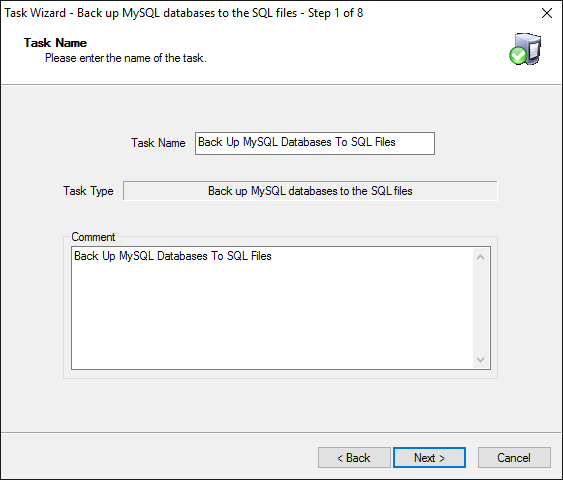 Task Wizard - Back up MySQL databases to the SQL files - Step 1 of 8
Task Name
Please enter the name of the task.
Task Name Back Up MySQL Databases To SQL Files
Task Type Back up MySQL databases to the SQL files
Comment
Back Up MySQL Databases To SQL Files
< Back Next > Cancel